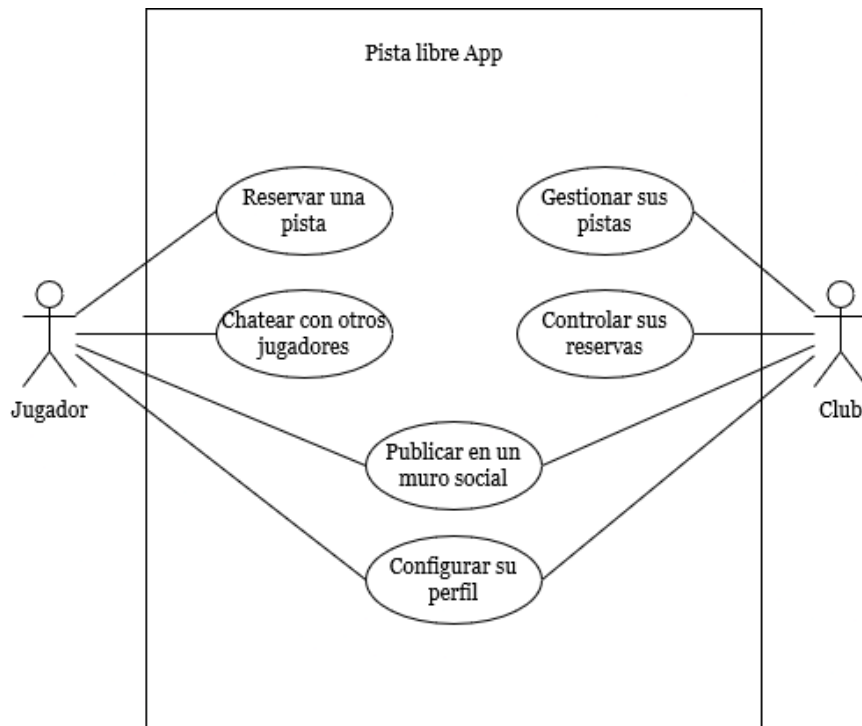 Pista libre App
Reservar una
pista
Gestionar sus
pistas
Chatear con otros
jugadores
Controlar sus
reservas
Jugador
Club
Publicar en un
muro social
Configurar su
perfil